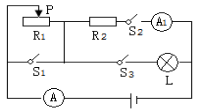 P
R1 R2 S2 A1
S1 S3 L
A